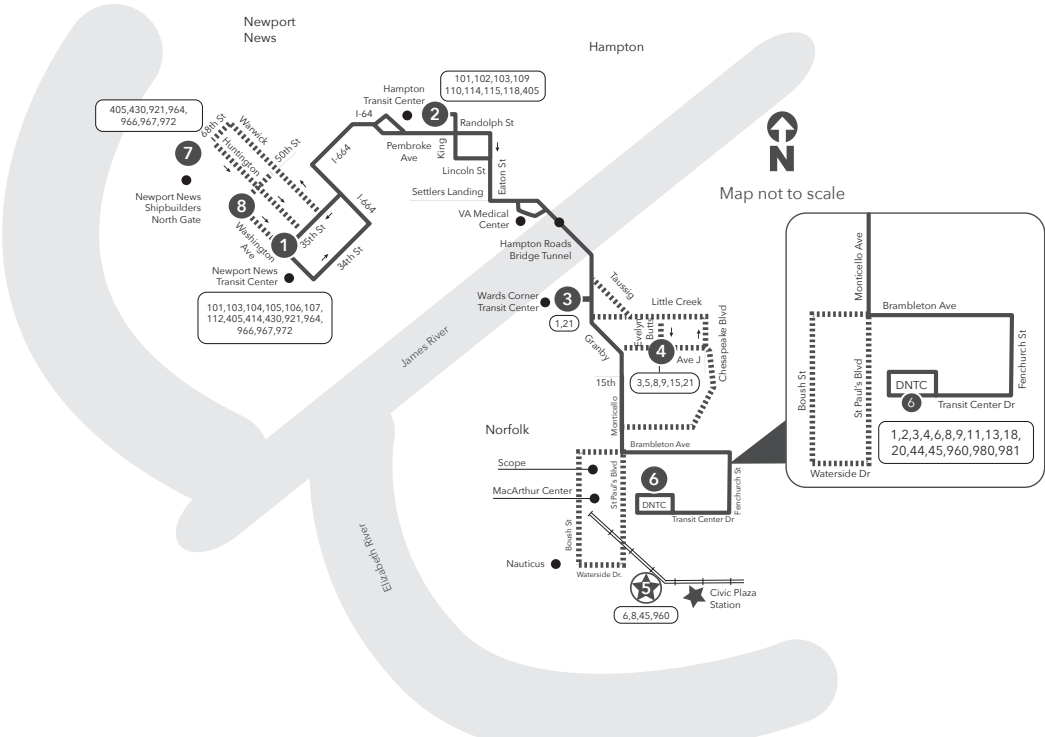 Newport
News
Hampton
101,102,103,109
110,114,115,118,405
Hampton
Transit Center
2
405,430,921,964,
966,967,972
I-64
Randolph St
68th St
Warwick
Huntington
50th St
I-664
Pembroke
Ave
King
Lincoln St
Eaton St
7
N
Newport News
Shipbuilders
North Gate
8
Washington
Ave
1
35th St
34th St
I-664
Settlers Landing
VA Medical
Center
Hampton Roads
Bridge Tunnel
Map not to scale
Newport News
Transit Center
101,103,104,105,106,107,
112,405,414,430,921,964,
966,967,972
Wards Corner
Transit Center
3
1,21
Taussig
Little Creek
Evelyn
Butts
4
Ave J
Chesapeake Blvd
Granby
3,5,8,9,15,21
15th
Monticello
James River
Monticello Ave
Brambleton Ave
Fenchurch St
Boush St
St Paul's Blvd
DNTC
6
Transit Center Dr
1,2,3,4,6,8,9,11,13,18,
20,44,45,960,980,981
Waterside Dr
Norfolk
Brambleton Ave
Scope
MacArthur Center
St Paul's Blvd
6
DNTC
Fenchurch St
Transit Center Dr
Boush St
Nauticus
Waterside Dr.
5
Civic Plaza
Station
6,8,45,960
Elizabeth River